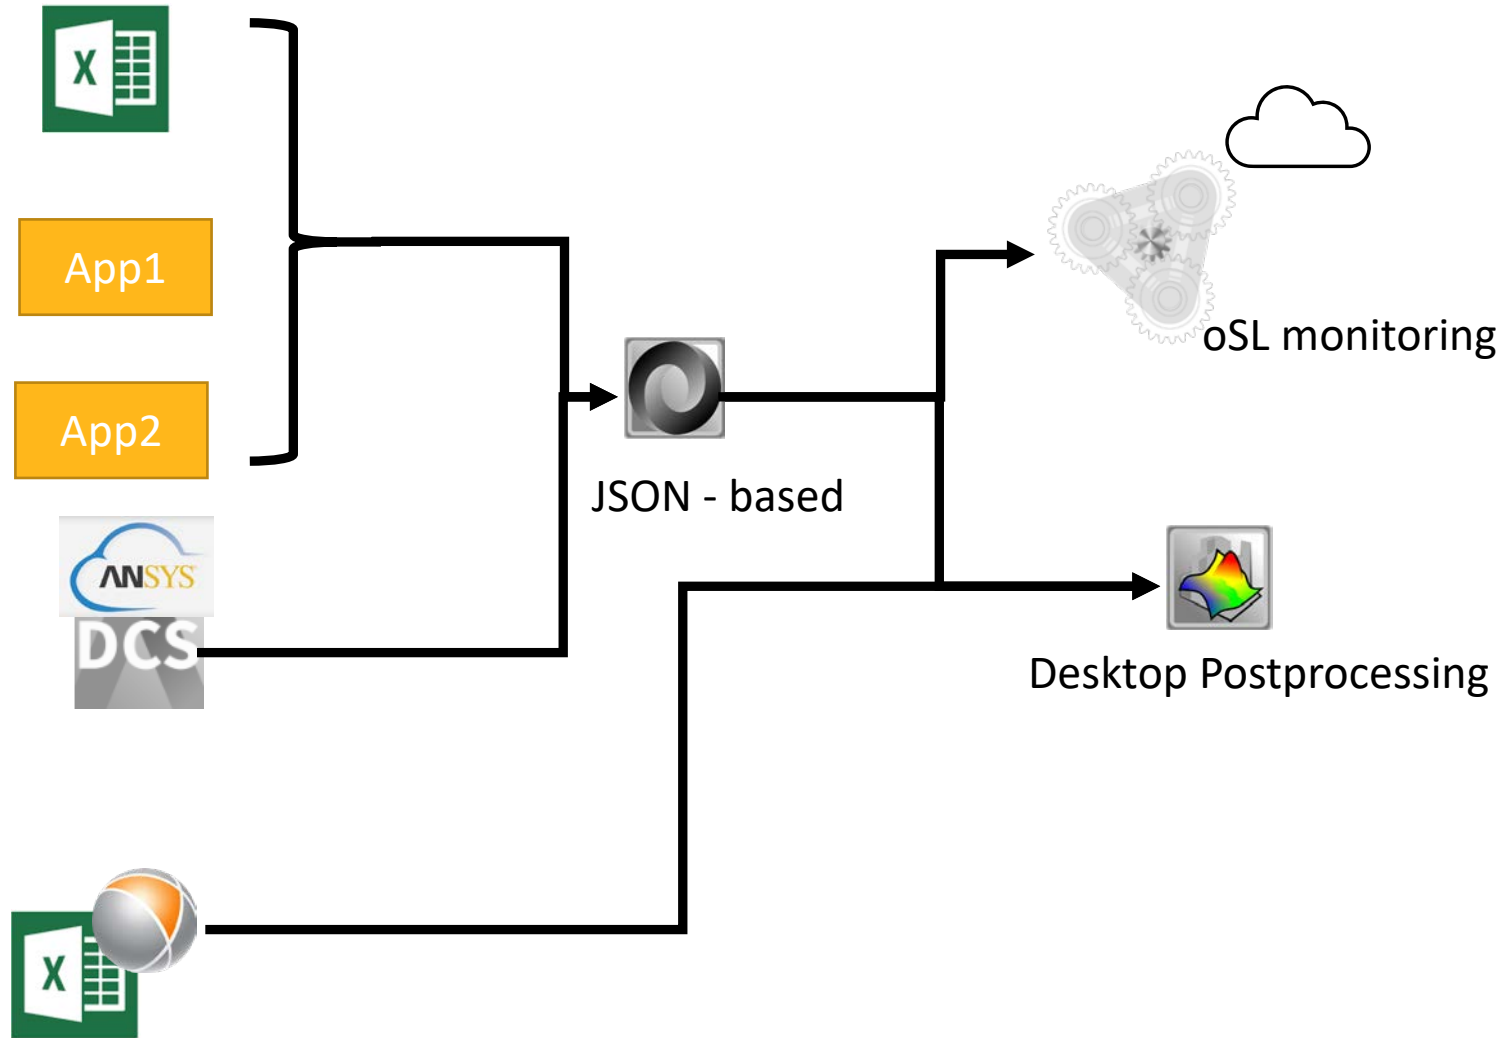 X
App1
App2
ANSYS
DCS
JSON - based
oSL monitoring
Desktop Postprocessing
X